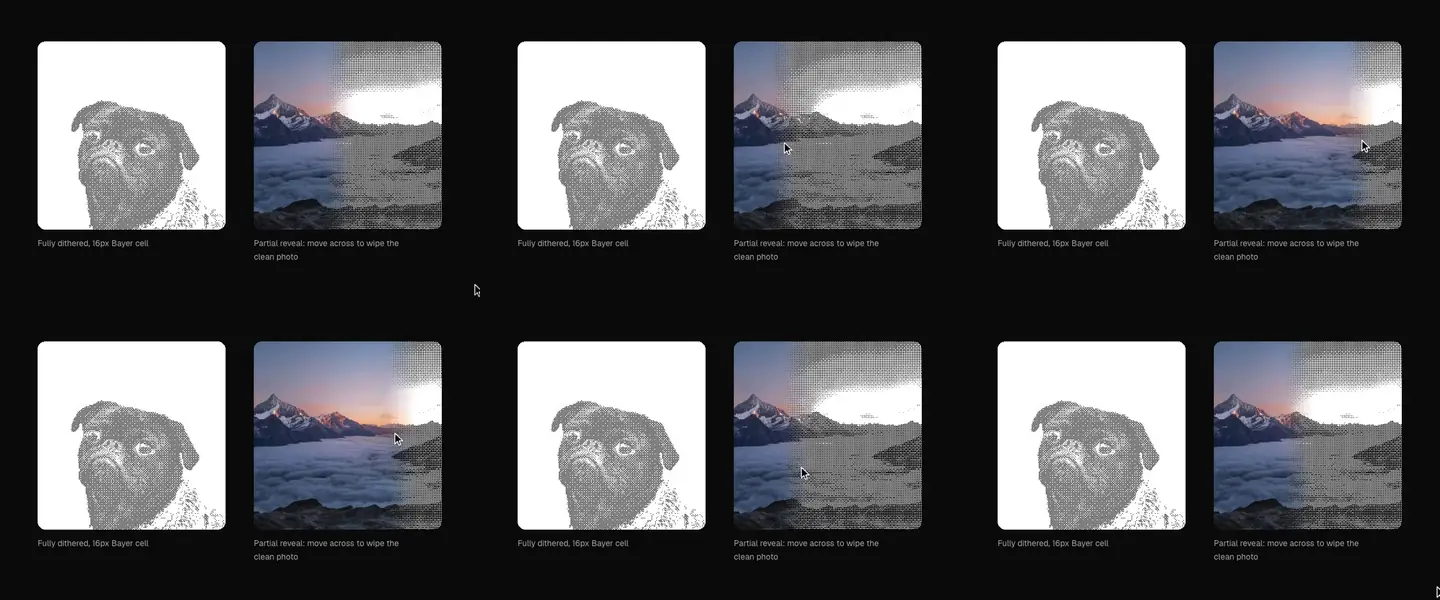 Fully dithered, 16px Bayer cell
Partial reveal: move across to wipe the
clean photo
Fully dithered, 16px Bayer cell
Partial reveal: move across to wipe the
clean photo
Fully dithered, 16px Bayer cell
Partial reveal: move across to wipe the
clean photo
Fully dithered, 16px Bayer cell
Partial reveal: move across to wipe the
clean photo
Fully dithered, 16px Bayer cell
Partial reveal: move across to wipe the
clean photo
Fully dithered, 16px Bayer cell
Partial reveal: move across to wipe the
clean photo